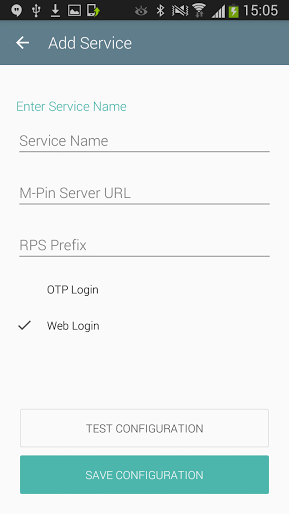 15:05
Add Service
Enter Service Name
Service Name
M-Pin Server URL
RPS Prefix
OTP Login
Web Login
TEST CONFIGURATION
SAVE CONFIGURATION